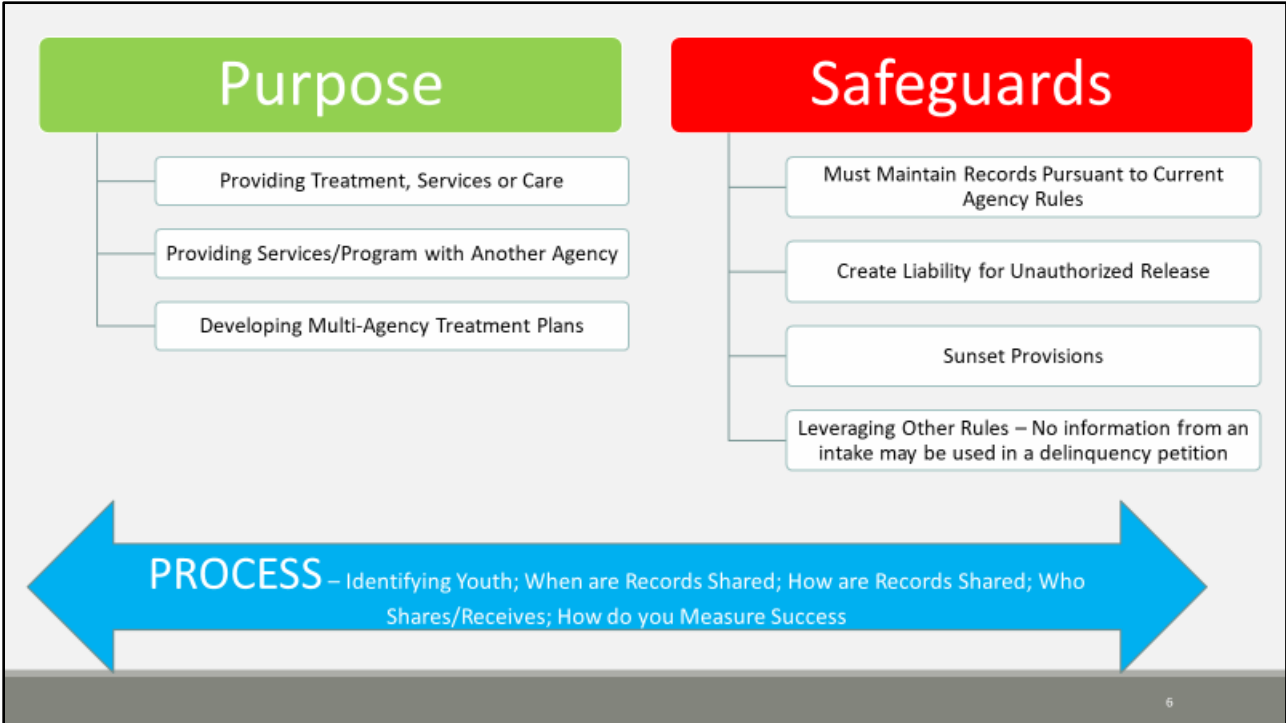 Purpose
Providing Treatment, Services or Care
Providing Services/Program with Another Agency
Developing Multi-Agency Treatment Plans
Safeguards
Must Maintain Records Pursuant to Current
Agency Rules
Create Liability for Unauthorized Release
Sunset Provisions
Leveraging Other Rules – No information from an
intake may be used in a delinquency petition
PROCESS – Identifying Youth; When are Records Shared; How are Records Shared; Who
Shares/Receives; How do you Measure Success
6